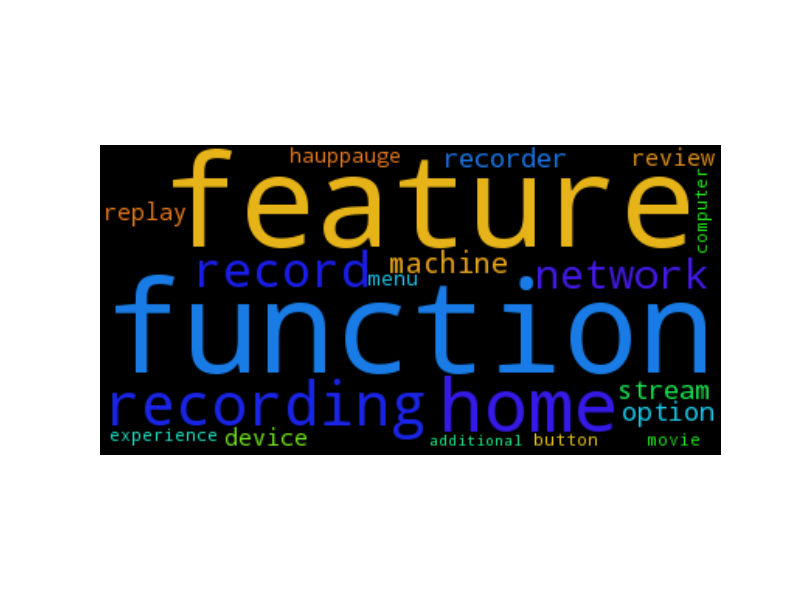 hauppauge recorder review
feature
replay
computer
record machine network
menu
function
recording home stream
option
experience device additional button movie